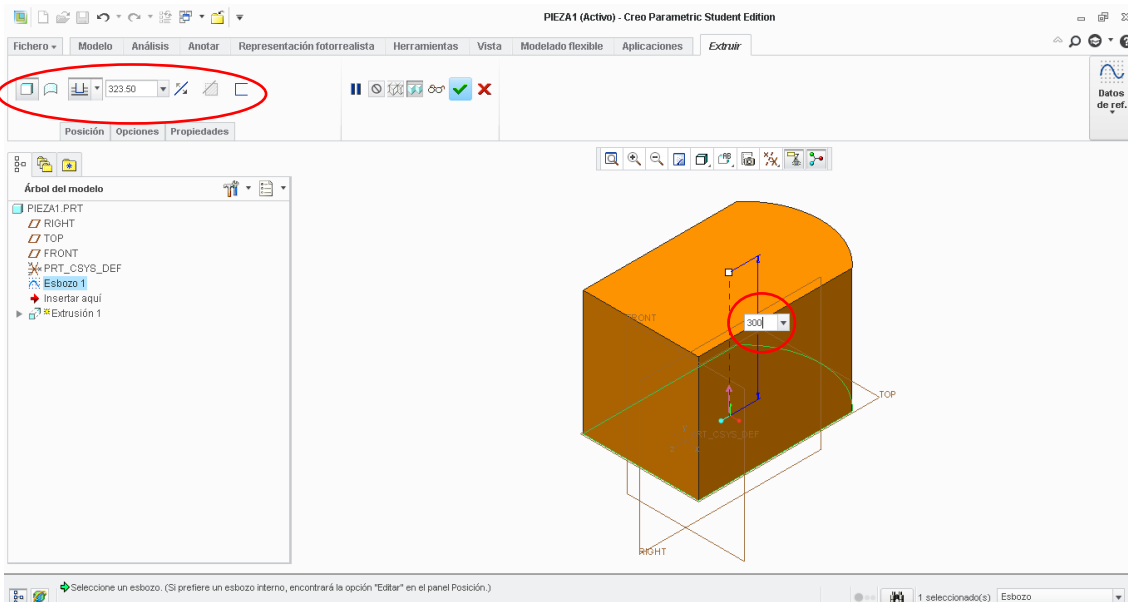 PIEZA1 (Activo) - Creo Parametric Student Edition
Fichero Modelo Análisis Anotar Representación fotorrealista Herramientas Vista Modelado flexible Aplicaciones Extruir
323.50
Posición Opciones Propiedades
Datos
de ref.
Árbol del modelo
PIEZA1.PRT
RIGHT
TOP
FRONT
PRT_CSYS_DEF
Esbozo 1
Insertar aquí
Extrusión 1
FRONT
300
TOP
PRT_CSYS_DEF
RIGHT
Seleccione un esbozo. (Si prefiere un esbozo interno, encontrará la opción "Editar" en el panel Posición.)
1 seleccionado(s) Esbozo